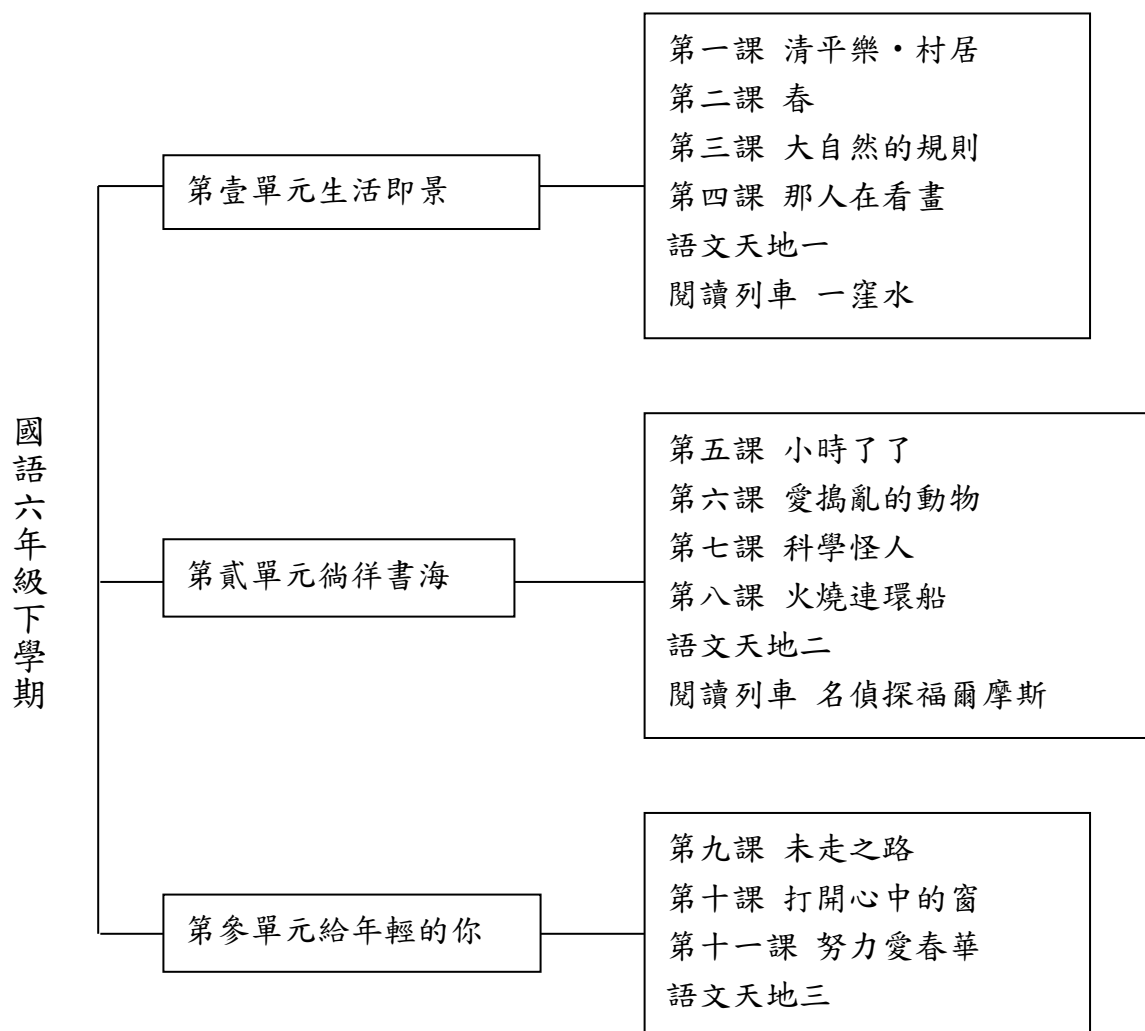 國語六年級下學期
第壹單元生活即景
第一課 清平樂·村居
第二課 春
第三課 大自然的規則
第四課 那人在看畫
語文天地一
閱讀列車 一窪水
第貳單元徜徉書海
第五課 小時了了
第六課 愛搗亂的動物
第七課 科學怪人
第八課 火燒連環船
語文天地二
閱讀列車 名偵探福爾摩斯
第參單元給年輕的你
第九課 未走之路
第十課 打開心中的窗
第十一課 努力愛春華
語文天地三